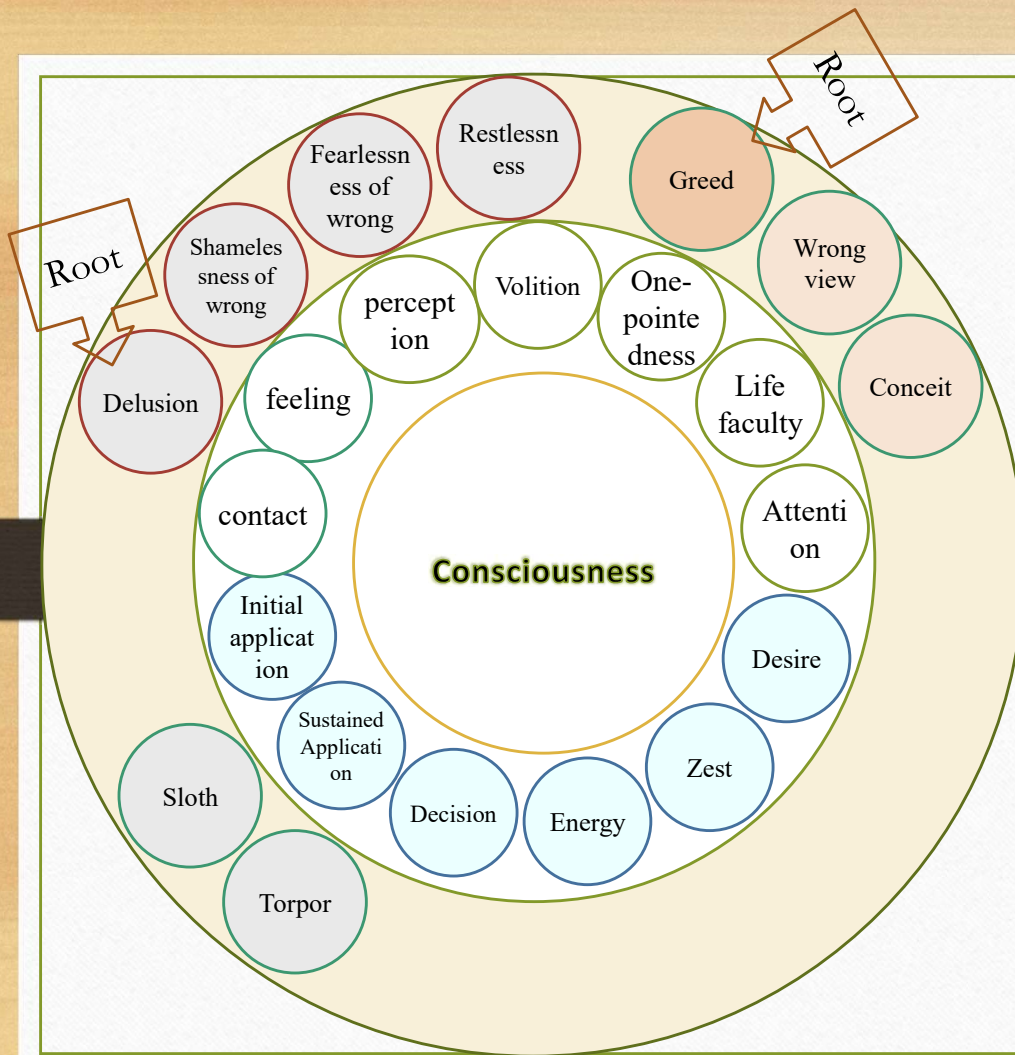 Root
Restlessn
ess
Greed
Fearlessn
ess of
wrong
Wrong
view
Shameles
sness of
wrong
Root
Volition
One-
pointe
dness
percept
ion
Conceit
Delusion
feeling
Life
faculty
contact
Attenti
on
Consciousness
Initial
applicat
ion
Desire
Sustained
Applicati
on
Zest
Sloth
Decision
Energy
Torpor